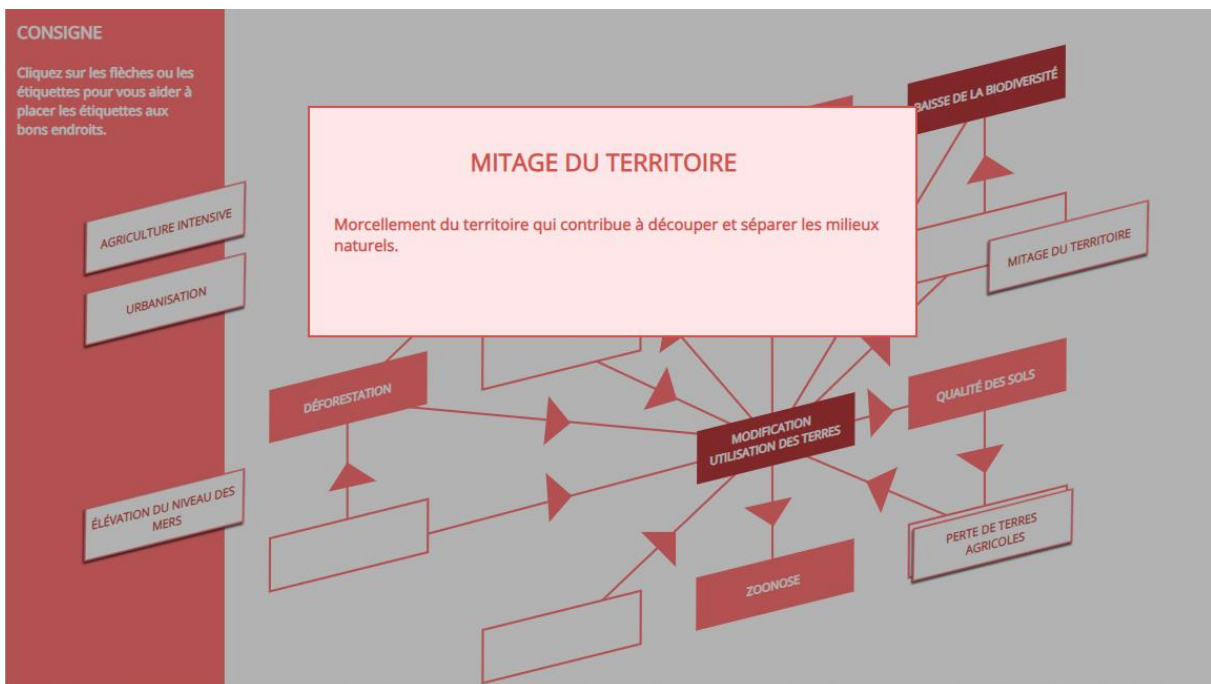 CONSIGNE
Cliquez sur les flèches ou les
étiquettes pour vous aider à
placer les étiquettes aux
bons endroits.
BAISSE DE LA BIODIVERSITÉ
MITAGE DU TERRITOIRE
Morcellement du territoire qui contribue à découper et séparer les milieux
naturels.
AGRICULTURE INTENSIVE
MITAGE DU TERRITOIRE
URBANISATION
DÉFORESTATION
QUALITÉ DES SOLS
MODIFICATION
UTILISATION DES TERRES
ÉLÉVATION DU NIVEAU DES
MERS
PERTE DE TERRES
AGRICOLES
ZOONOSE